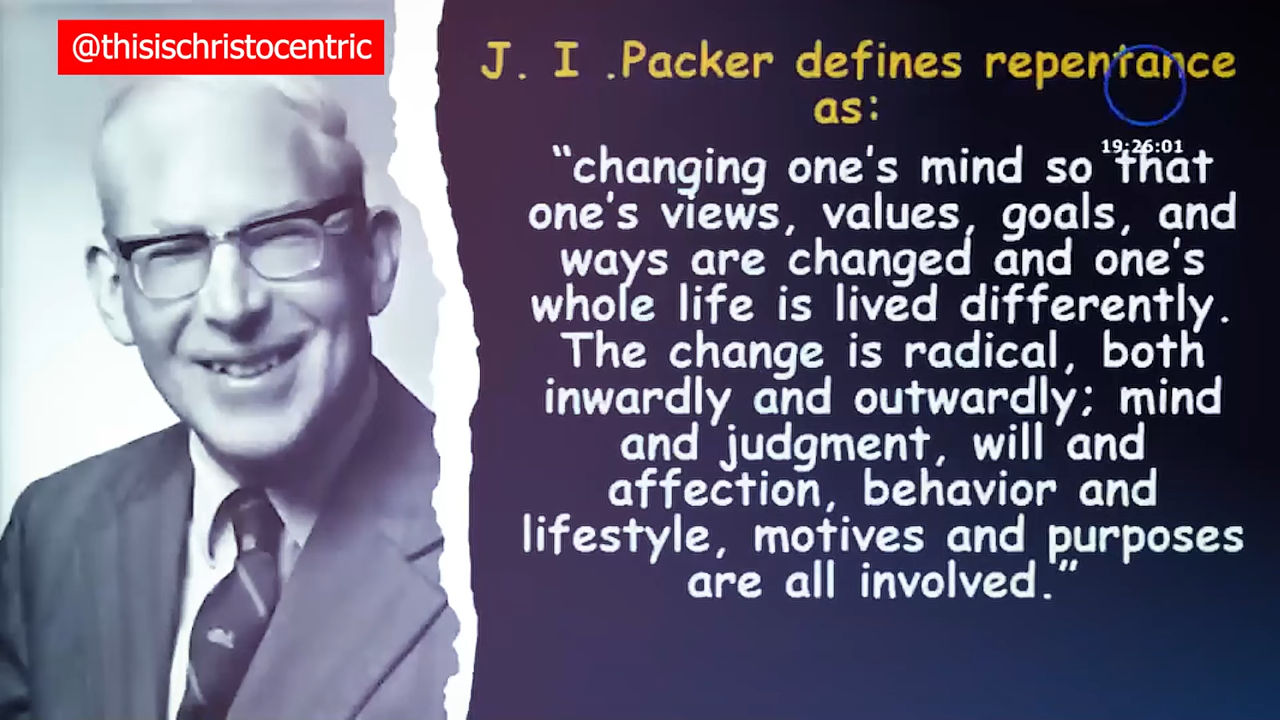 @thisischristocentric
J. I .Packer defines repentance
as:
19:26:01
“changing one’s mind so that
one’s views, values, goals, and
ways are changed and one’s
whole life is lived differently.
The change is radical, both
inwardly and outwardly; mind
and judgment, will and
affection, behavior and
lifestyle, motives and purposes
are all involved.”